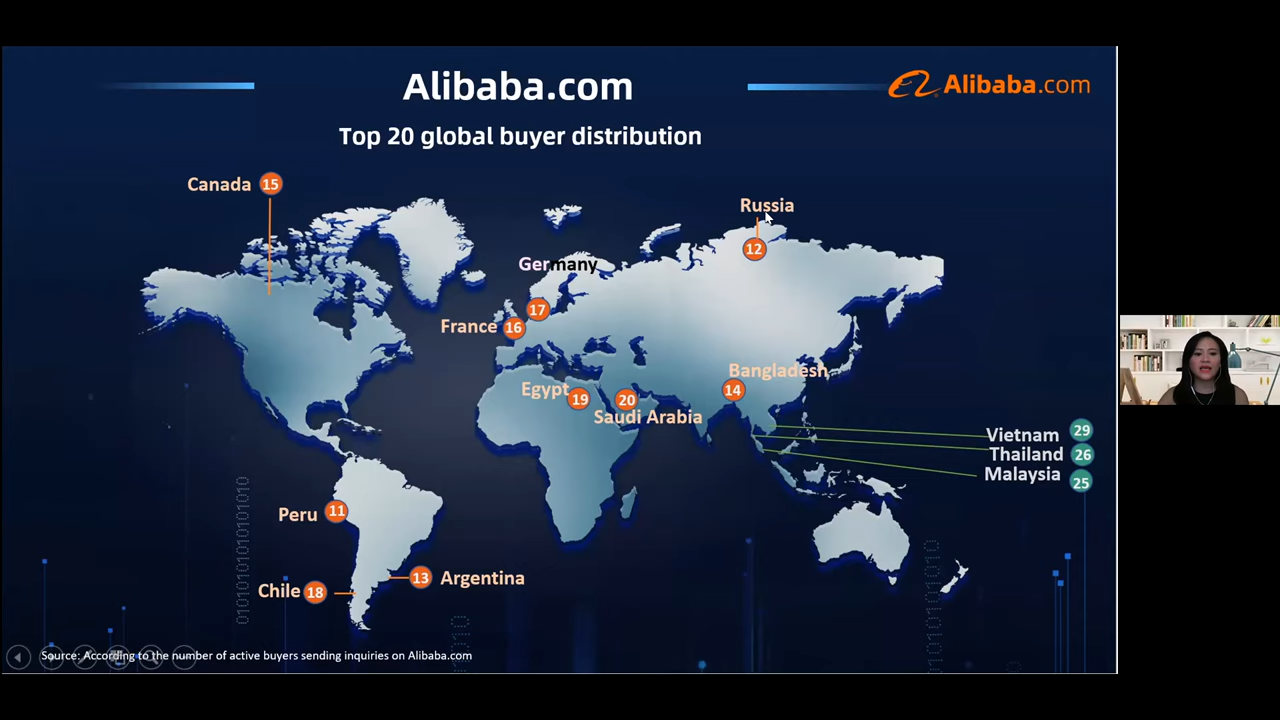 Alibaba.com
Alibaba.com
Top 20 global buyer distribution
Canada 15
Russia
12
Germany
17
France 16
Bangladesh
14
Egypt 19
20
Saudi Arabia
Vietnam 29
Thailand 26
Malaysia 25
Peru 11
13 Argentina
Chile 18
Source: According to the number of active buyers sending inquiries on Alibaba.com